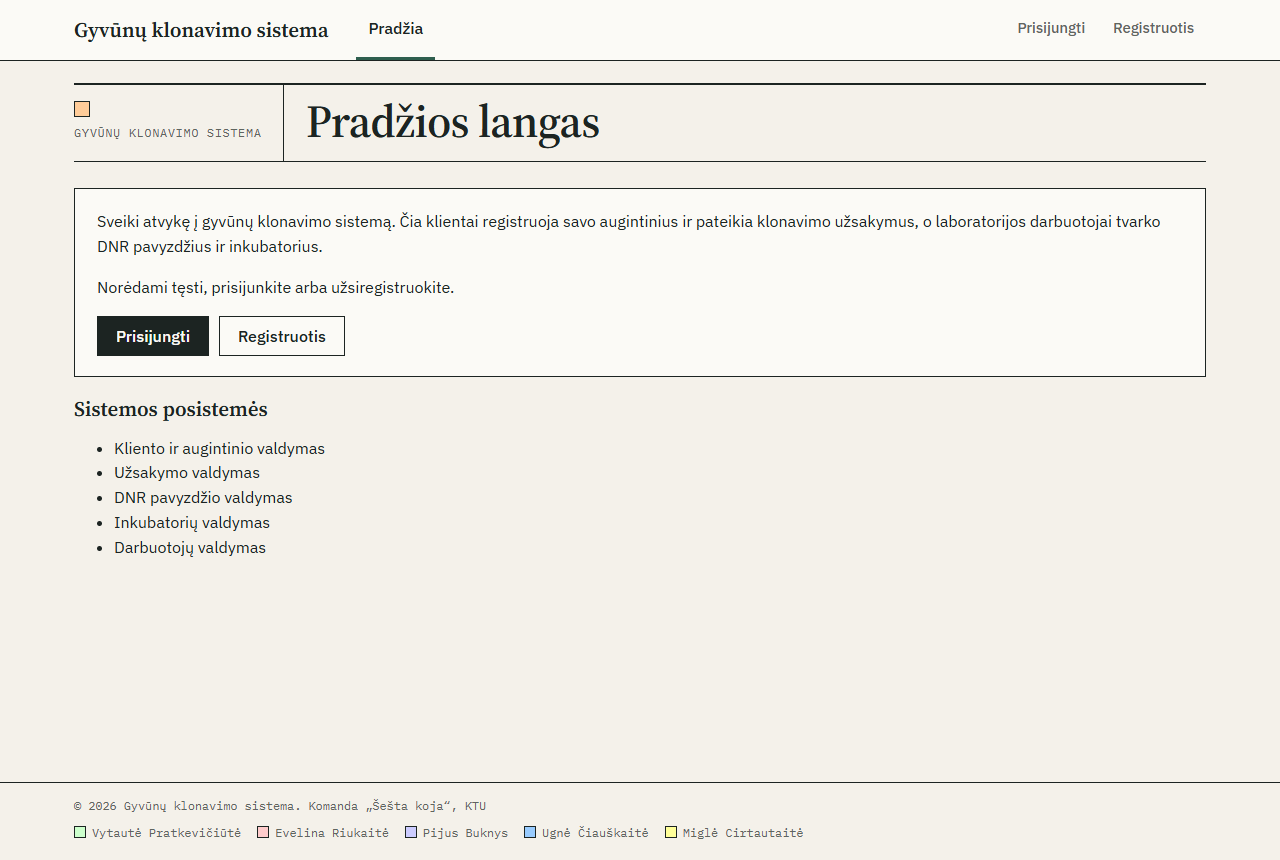 Gyvūnų klonavimo sistema
Pradžia
Prisijungti
Registruotis
GYVŪNŲ KLONAVIMO SISTEMA
Pradžios langas
Sveiki atvykę į gyvūnų klonavimo sistemą. Čia klientai registruoja savo augintinius ir pateikia klonavimo užsakymus, o laboratorijos darbuotojai tvarko
DNR pavyzdžius ir inkubatorius.
Norėdami tęsti, prisijunkite arba užsiregistruokite.
Prisijungti
Registruotis
Sistemos posistemės
Kliento ir augintinio valdymas
Užsakymo valdymas
DNR pavyzdžio valdymas
Inkubatorių valdymas
Darbuotojų valdymas
© 2026 Gyvūnų klonavimo sistema. Komanda „Šešta koja“, KTU
Vytautė Pratkevičiūtė Evelina Riukaitė Pijus Buknys Ugnė Čiauškaitė Miglė Cirtautaitė